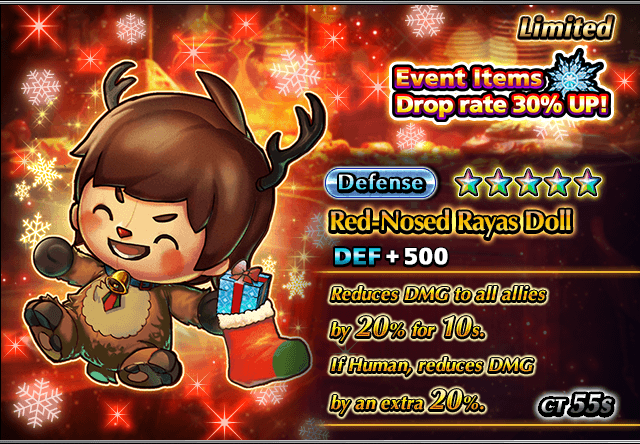 Limited
Event Items
Drop rate 30% UP!
Defense
Red-Nosed Rayas Doll
DEF + 500
Reduces DMG to all allies
by 20% for 10s.
If Human, reduces DMG
by an extra 20%.
CT 55s